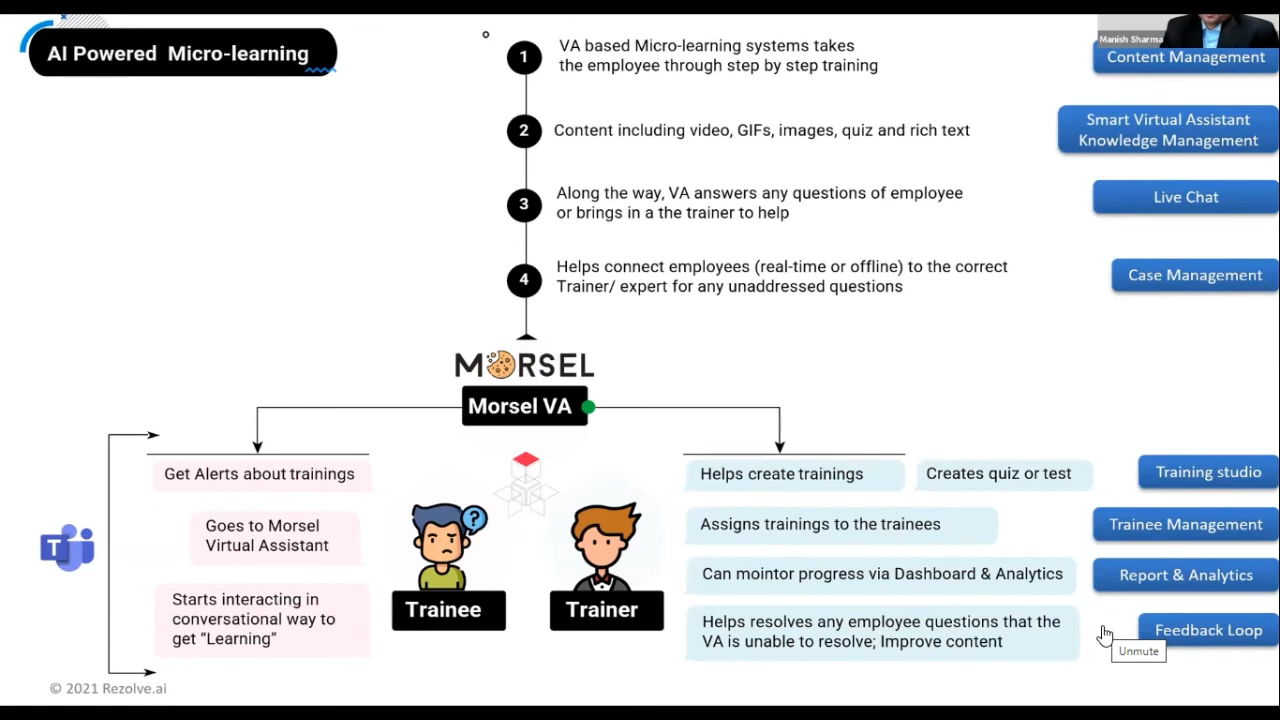 AI Powered Micro-learning
1
VA based Micro-learning systems takes
the employee through step by step training
Manish Sharma
Content Management
2
Content including video, GIFs, images, quiz and rich text
Smart Virtual Assistant
Knowledge Management
3
Along the way, VA answers any questions of employee
or brings in a the trainer to help
Live Chat
4
Helps connect employees (real-time or offline) to the correct
Trainer/ expert for any unaddressed questions
Case Management
MORSEL
Morsel VA
Get Alerts about trainings
Goes to Morsel
Virtual Assistant
Starts interacting in
conversational way to
get “Learning”
T
?
Trainee
Trainer
Helps create trainings
Creates quiz or test
Training studio
Assigns trainings to the trainees
Trainee Management
Can mointor progress via Dashboard & Analytics
Report & Analytics
Helps resolves any employee questions that the
VA is unable to resolve; Improve content
Feedback Loop
Unmute
© 2021 Rezolve.ai